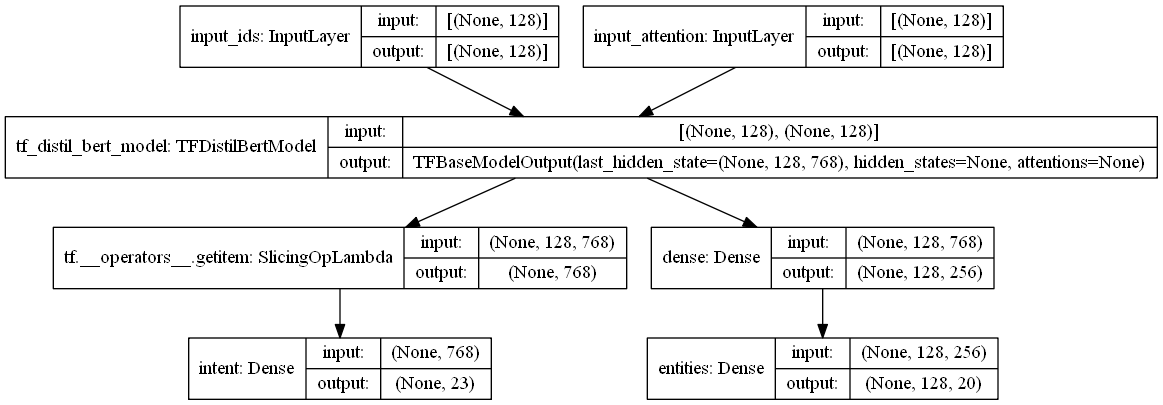 input_ids: InputLayer
input: [(None, 128)]
output: [(None, 128)]
input_attention: InputLayer
input: [(None, 128)]
output: [(None, 128)]
tf_distil_bert_model: TFDistilBertModel
input: [(None, 128), (None, 128)]
output: TFBaseModelOutput(last_hidden_state=(None, 128, 768), hidden_states=None, attentions=None)
tf.__operators__.getitem: SlicingOpLambda
input: (None, 128, 768)
output: (None, 768)
dense: Dense
input: (None, 128, 768)
output: (None, 128, 256)
intent: Dense
input: (None, 768)
output: (None, 23)
entities: Dense
input: (None, 128, 256)
output: (None, 128, 20)